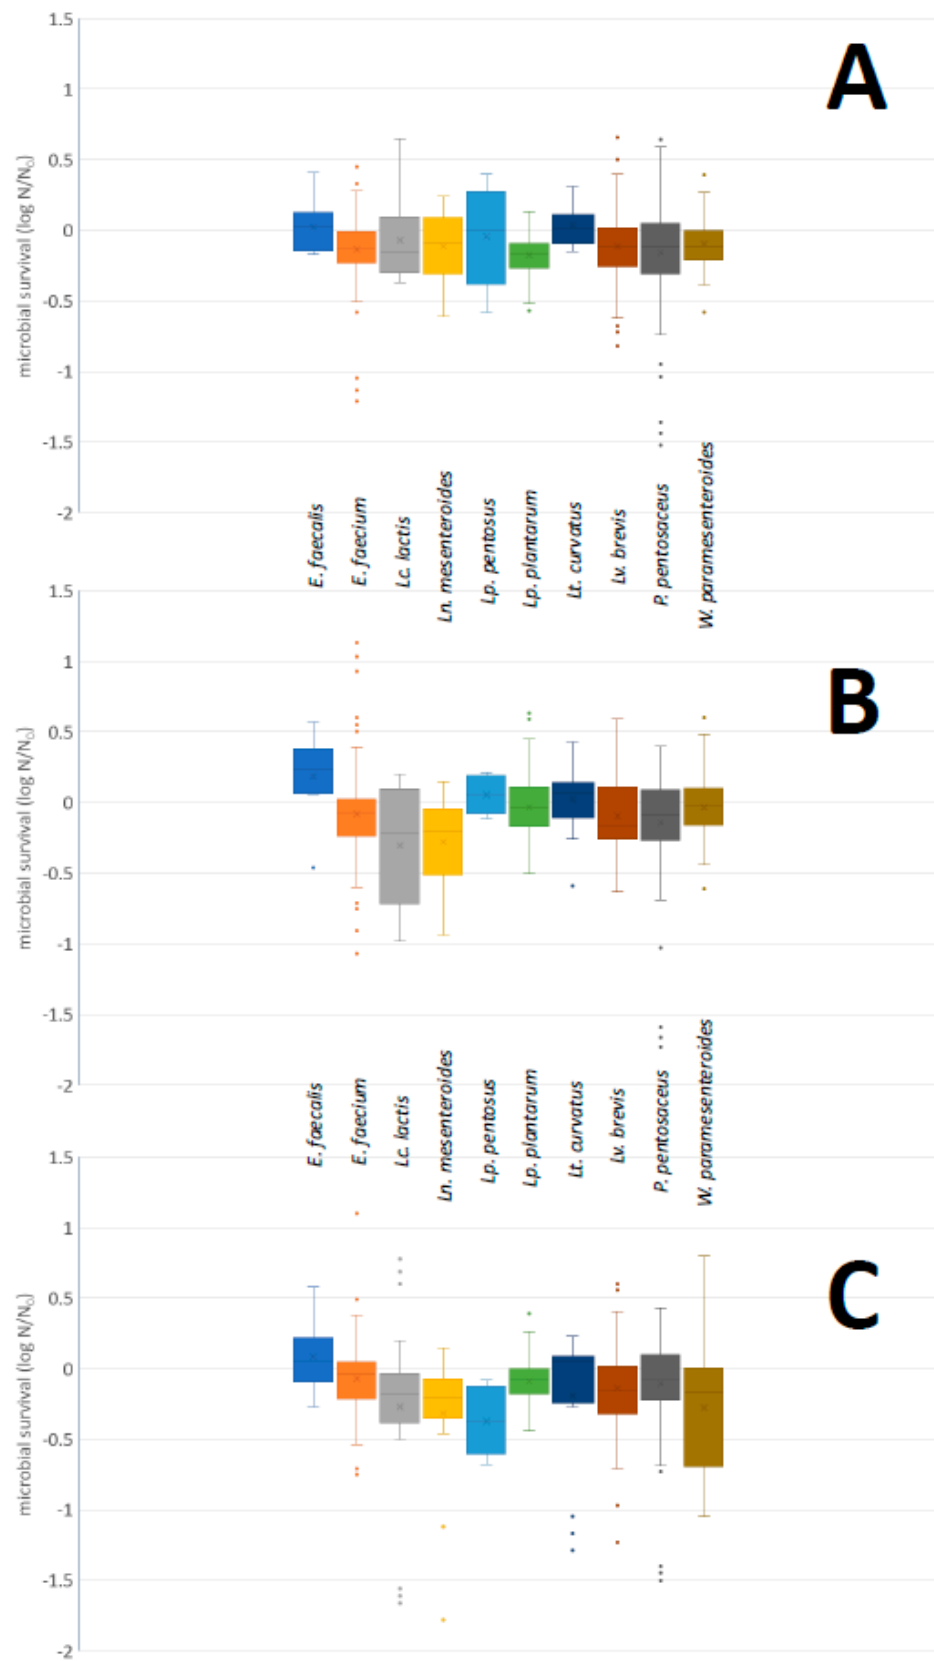 1.5
A
1
0.5
0
-0.5
-1
-1.5
-2
microbial survival (log N/N₀)
E. faecalis
E. faecium
Lc. lactis
Ln. mesenteroides
Lp. pentosus
Lp. plantarum
Lt. curvatus
Lv. brevis
P. pentosaceus
W. paramesenteroides
1.5
B
1
0.5
0
-0.5
-1
-1.5
-2
microbial survival (log N/N₀)
E. faecalis
E. faecium
Lc. lactis
Ln. mesenteroides
Lp. pentosus
Lp. plantarum
Lt. curvatus
Lv. brevis
P. pentosaceus
W. paramesenteroides
1.5
C
1
0.5
0
-0.5
-1
-1.5
-2
microbial survival (log N/N₀)